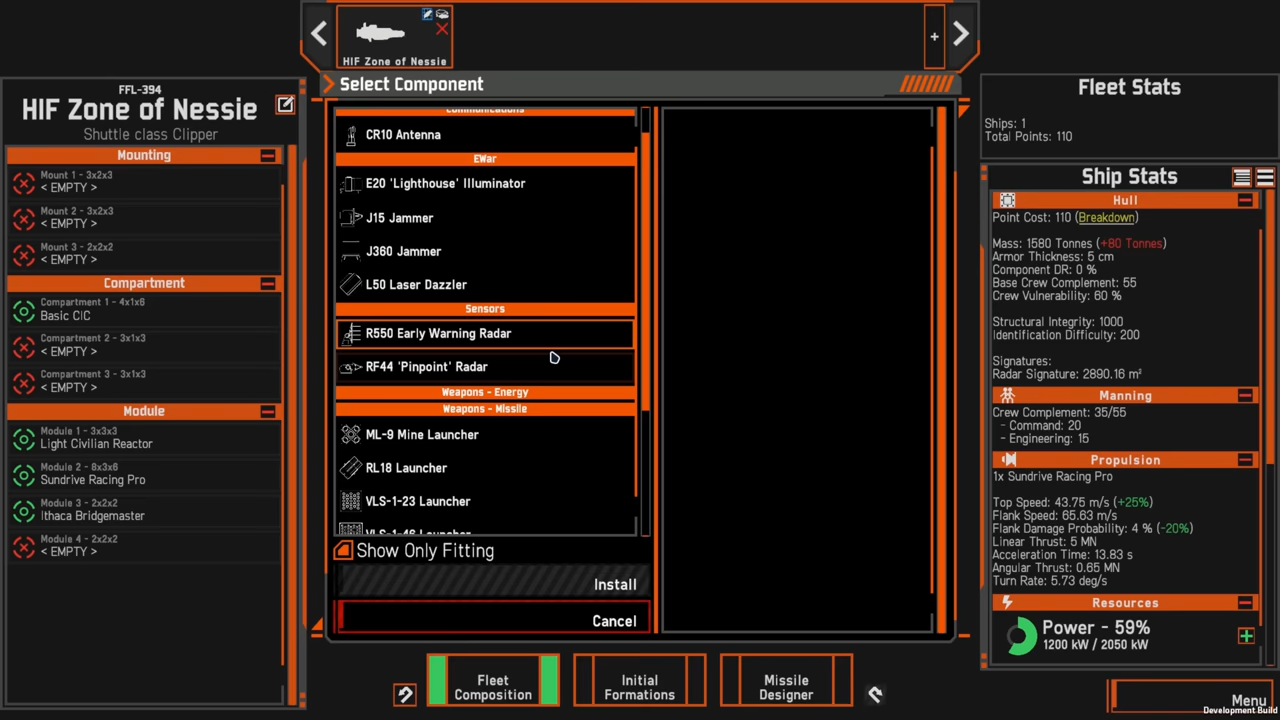 HIF Zone of Nessie
+
FFL-394
HIF Zone of Nessie
Shuttle class Clipper
Mounting
Mount 1 - 3x2x3
< EMPTY >
Mount 2 - 3x2x3
< EMPTY >
Mount 3 - 2x2x2
< EMPTY >
Compartment
Compartment 1 - 4x1x6
Basic CIC
Compartment 2 - 3x1x3
< EMPTY >
Compartment 3 - 3x1x3
< EMPTY >
Module
Module 1 - 3x3x3
Light Civilian Reactor
Module 2 - 6x3x6
Sundrive Racing Pro
Module 3 - 2x2x2
Ithaca Bridgemaster
Module 4 - 2x2x2
< EMPTY >
Select Component
Communications
CR10 Antenna
EWar
E20 'Lighthouse' Illuminator
J15 Jammer
J360 Jammer
L50 Laser Dazzler
Sensors
R550 Early Warning Radar
RF44 'Pinpoint' Radar
Weapons - Energy
Weapons - Missile
ML-9 Mine Launcher
RL18 Launcher
VLS-1-23 Launcher
VLS-1-46 Launcher
Show Only Fitting
Install
Cancel
Fleet Composition
Initial Formations
Missile Designer
Fleet Stats
Ships: 1
Total Points: 110
Ship Stats
Hull
Point Cost: 110 (Breakdown)
Mass: 1580 Tonnes (+80 Tonnes)
Armor Thickness: 5 cm
Component DR: 0 %
Base Crew Complement: 55
Crew Vulnerability: 60 %
Structural Integrity: 1000
Identification Difficulty: 200
Signatures:
Radar Signature: 2890.16 m²
Manning
Crew Complement: 35/55
- Command: 20
- Engineering: 15
Propulsion
1x Sundrive Racing Pro
Top Speed: 43.75 m/s (+25%)
Flank Speed: 65.63 m/s
Flank Damage Probability: 4 % (-20%)
Linear Thrust: 5 MN
Acceleration Time: 13.83 s
Angular Thrust: 0.65 MN
Turn Rate: 5.73 deg/s
Resources
Power - 59%
1200 kW / 2050 kW
Menu
Development Build